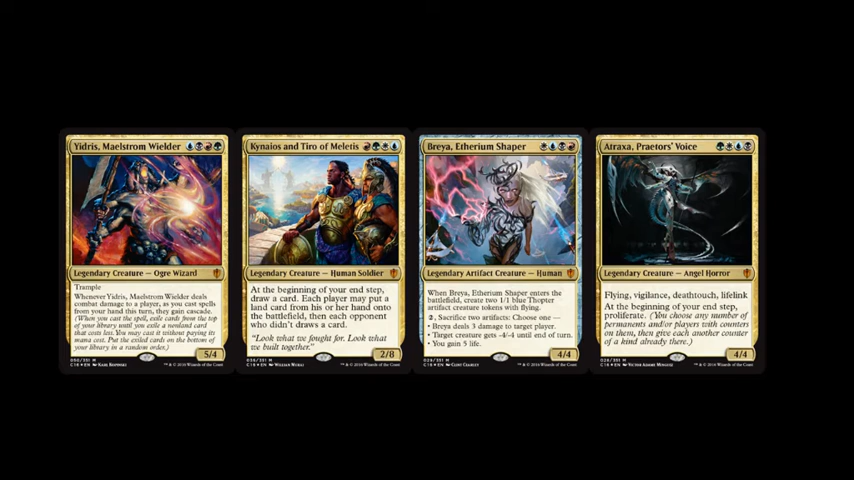 Yidris, Maelstrom Wielder
Legendary Creature — Ogre Wizard
Trample
Whenever Yidris, Maelstrom Wielder deals
combat damage to a player, as you cast spells
from your hand this turn, they gain cascade.
(When you cast the spell, exile cards from the top
of your library until you exile a nonland card
that costs less. You may cast it without paying its
mana cost. Put the exiled cards on the bottom of
your library in a random order.)
5/4
Kynaios and Tiro of Meletis
Legendary Creature — Human Soldier
At the beginning of your end step,
draw a card. Each player may put a
land card from his or her hand onto
the battlefield, then each opponent
who didn't draws a card.
"Look what we fought for. Look what
we built together."
2/8
Breya, Etherium Shaper
Legendary Artifact Creature — Human
When Breya, Etherium Shaper enters the
battlefield, create two 1/1 blue Thopter
artifact creature tokens with flying.
2, Sacrifice two artifacts: Choose one —
• Breya deals 3 damage to target player.
• Target creature gets -4/-4 until end of turn.
• You gain 5 life.
4/4
Atraxa, Praetors' Voice
Legendary Creature — Angel Horror
Flying, vigilance, deathtouch, lifelink
At the beginning of your end step,
proliferate. (You choose any number of
permanents and/or players with counters
on them, then give each another counter
of a kind already there.)
4/4